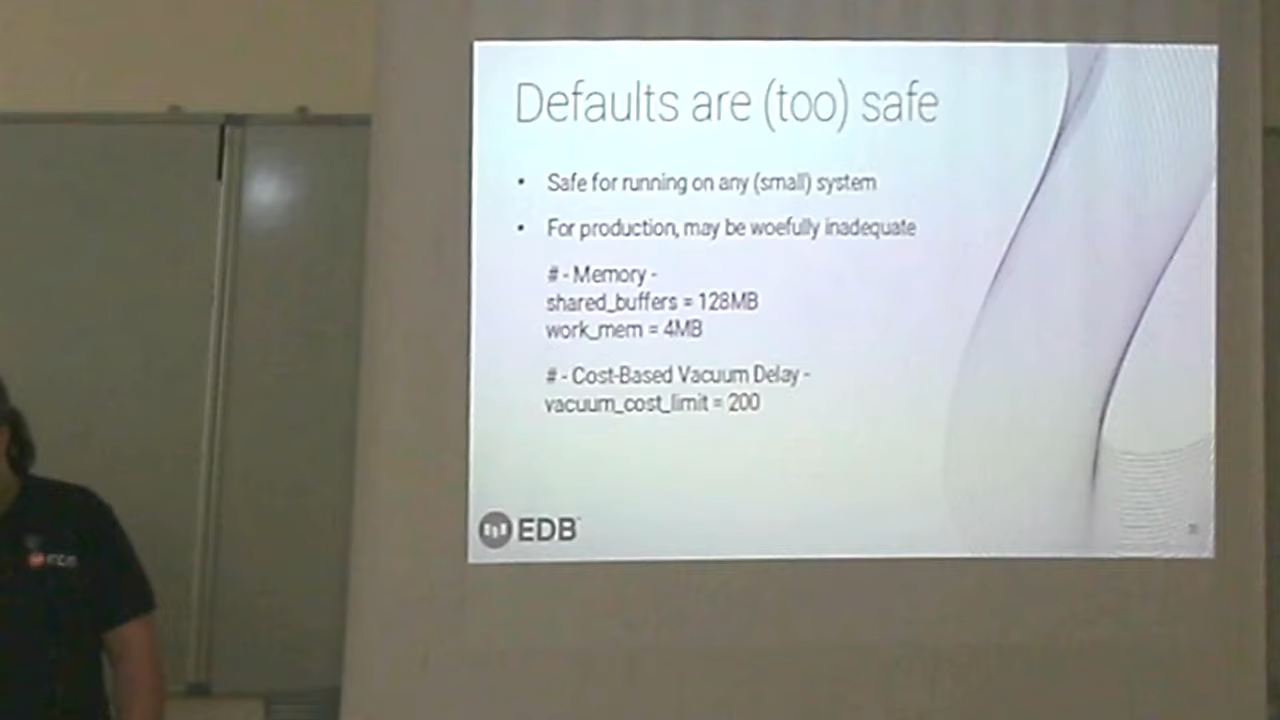 Defaults are (too) safe
• Safe for running on any (small) system
• For production, may be woefully inadequate
# - Memory -
shared_buffers = 128MB
work_mem = 4MB
# - Cost-Based Vacuum Delay -
vacuum_cost_limit = 200
EDB